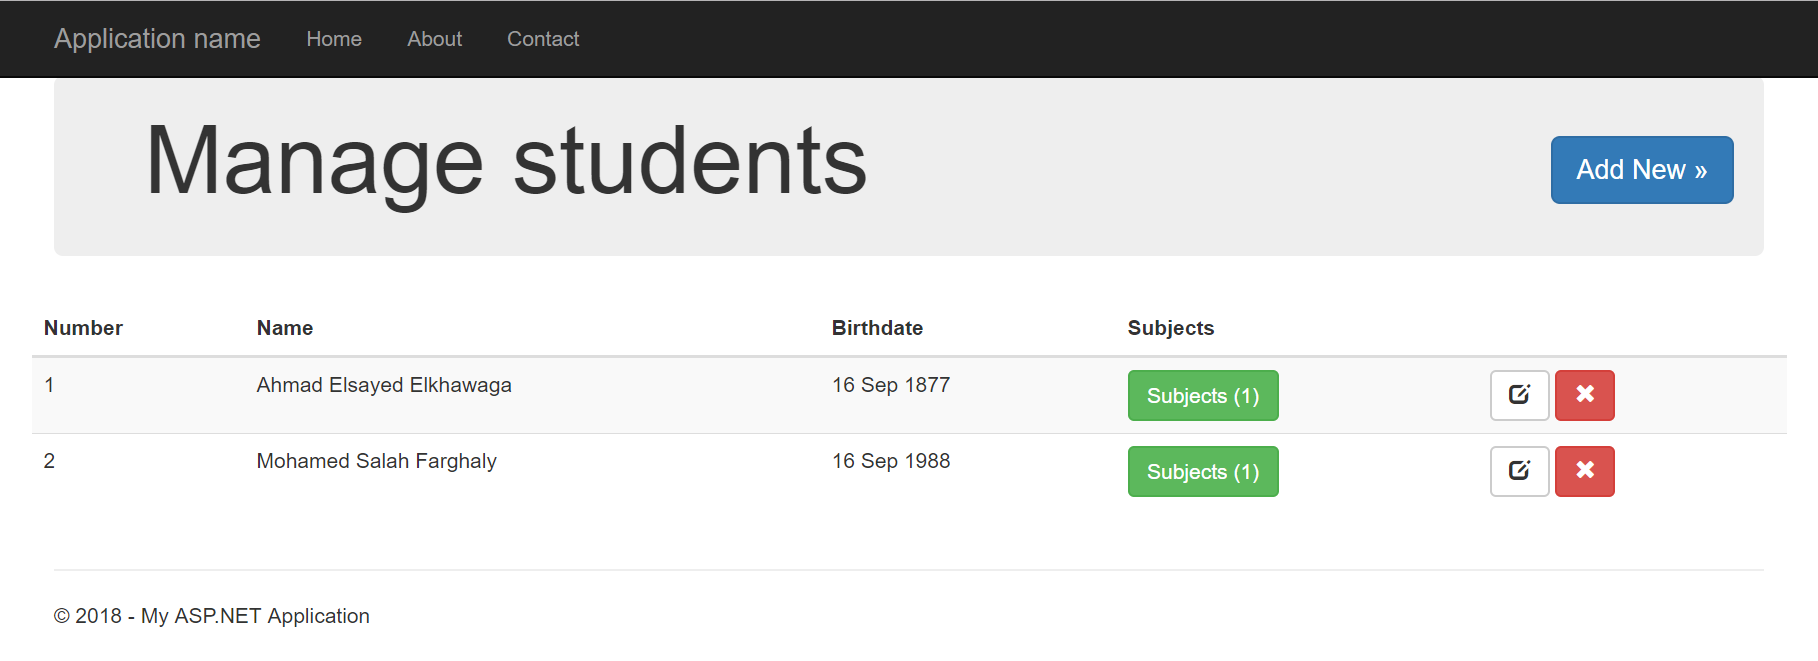 Application name Home About Contact
Manage students
Add New »
Number Name Birthdate Subjects
1 Ahmad Elsayed Elkhawaga 16 Sep 1877 Subjects (1)
2 Mohamed Salah Farghaly 16 Sep 1988 Subjects (1)
© 2018 - My ASP.NET Application